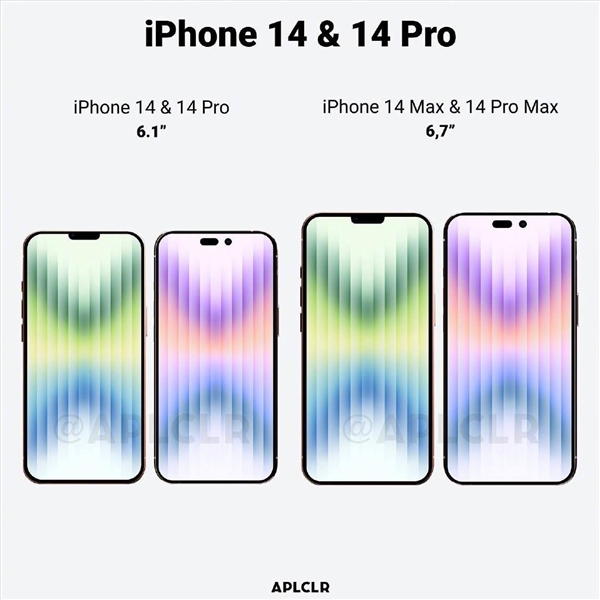 iPhone 14 & 14 Pro
iPhone 14 & 14 Pro
6.1”
iPhone 14 Max & 14 Pro Max
6,7”
@APLCLR
@APLCLR
APLCLR